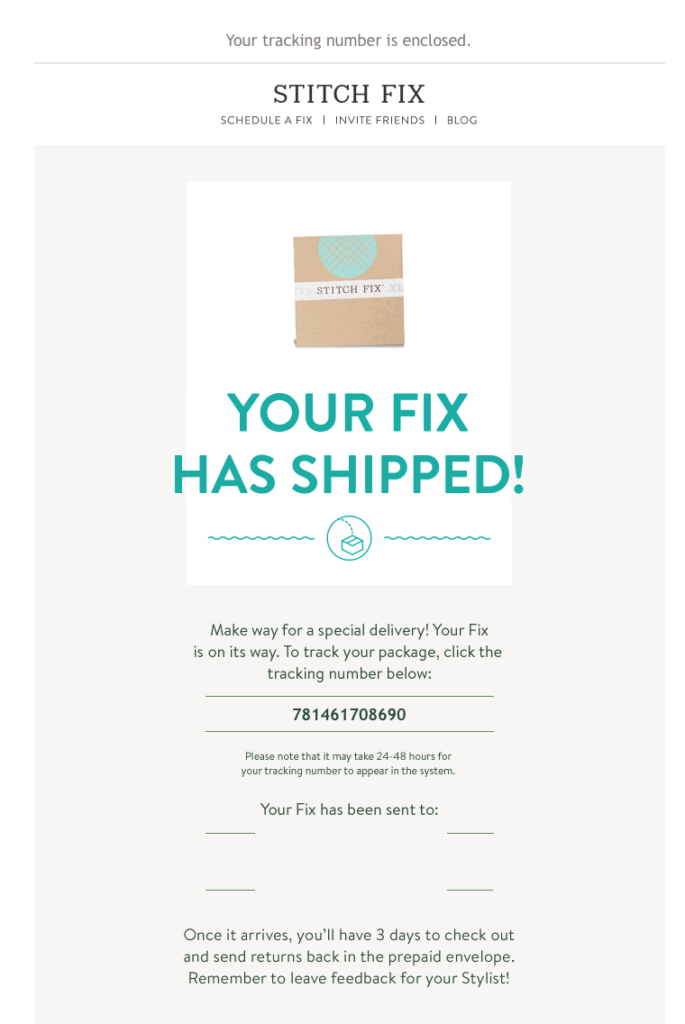 Your tracking number is enclosed.
STITCH FIX
SCHEDULE A FIX | INVITE FRIENDS | BLOG
STITCH FIX
YOUR FIX
HAS SHIPPED!
Make way for a special delivery! Your Fix
is on its way. To track your package, click the
tracking number below:
781461708690
Please note that it may take 24-48 hours for
your tracking number to appear in the system.
Your Fix has been sent to:
Once it arrives, you'll have 3 days to check out
and send returns back in the prepaid envelope.
Remember to leave feedback for your Stylist!